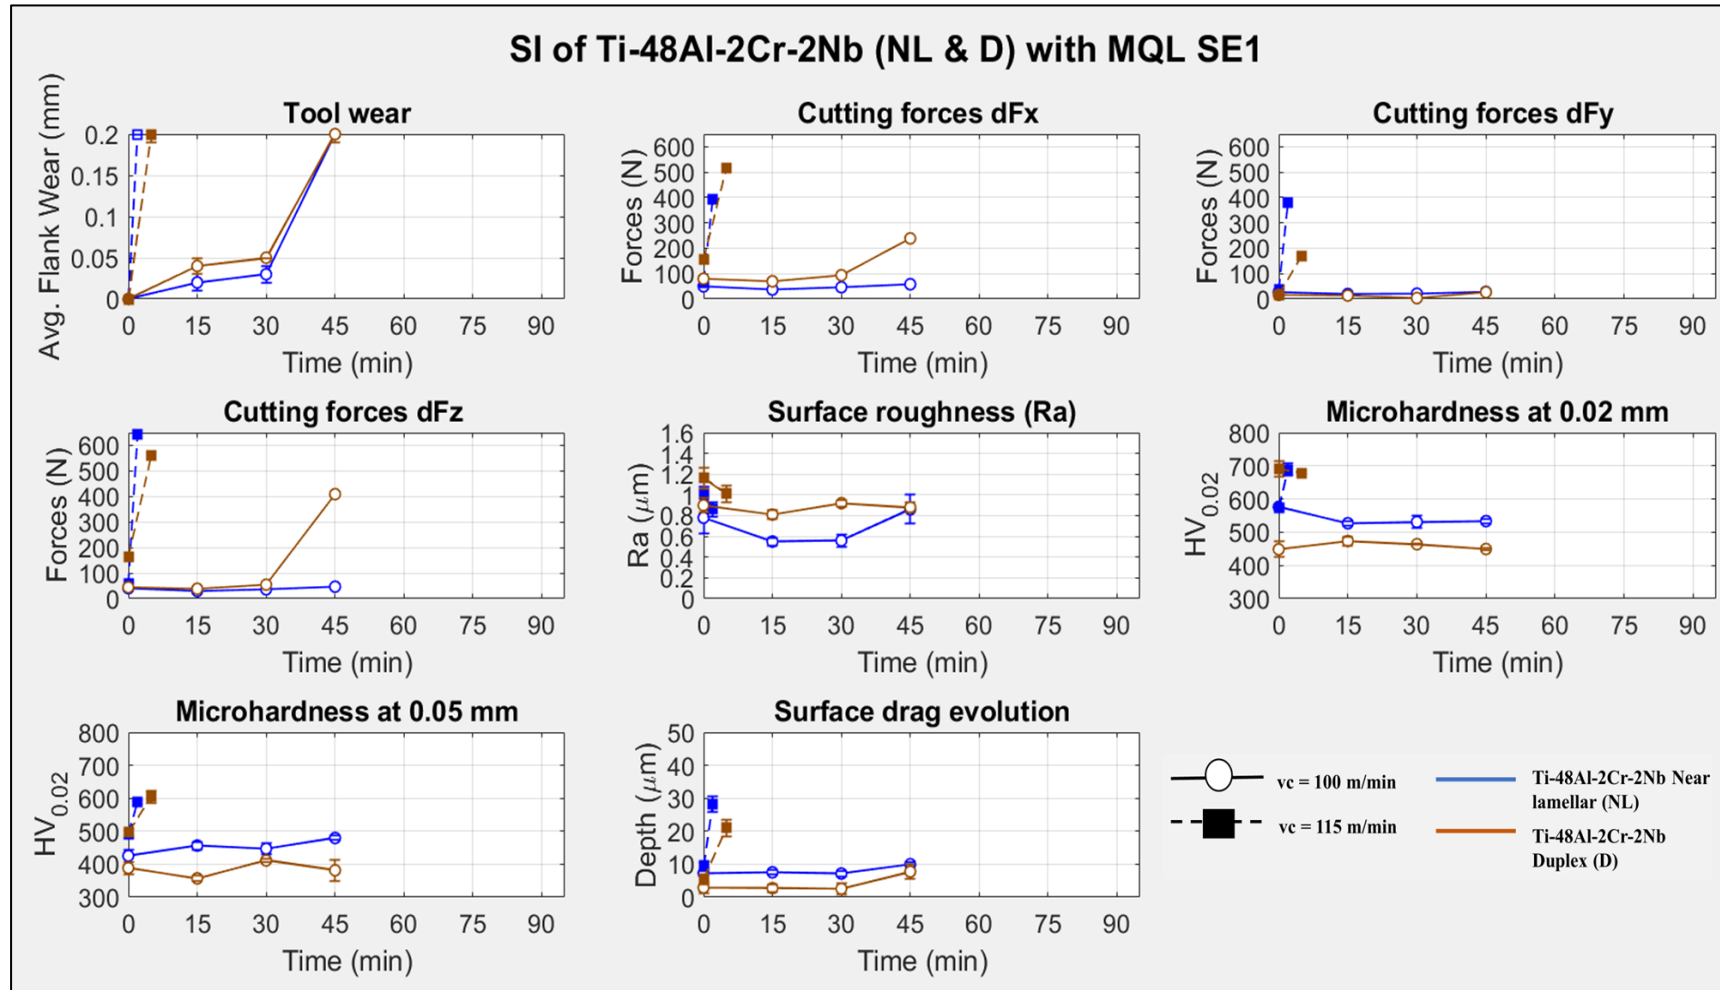 SI of Ti-48Al-2Cr-2Nb (NL & D) with MQL SE1
Tool wear
Avg. Flank Wear (mm)
0.2
0.15
0.1
0.05
0
0 15 30 45 60 75 90
Time (min)
Cutting forces dFx
Forces (N)
600
500
400
300
200
100
0
0 15 30 45 60 75 90
Time (min)
Cutting forces dFy
Forces (N)
600
500
400
300
200
100
0
0 15 30 45 60 75 90
Time (min)
Cutting forces dFz
Forces (N)
600
500
400
300
200
100
0
0 15 30 45 60 75 90
Time (min)
Surface roughness (Ra)
Ra (μm)
1.6
1.4
1.2
1
0.8
0.6
0.4
0.2
0
0 15 30 45 60 75 90
Time (min)
Microhardness at 0.02 mm
HV0.02
800
700
600
500
400
300
0 15 30 45 60 75 90
Time (min)
Microhardness at 0.05 mm
HV0.02
800
700
600
500
400
300
0 15 30 45 60 75 90
Time (min)
Surface drag evolution
Depth (μm)
50
40
30
20
10
0
0 15 30 45 60 75 90
Time (min)
vc = 100 m/min
vc = 115 m/min
Ti-48Al-2Cr-2Nb Near
lamellar (NL)
Ti-48Al-2Cr-2Nb
Duplex (D)